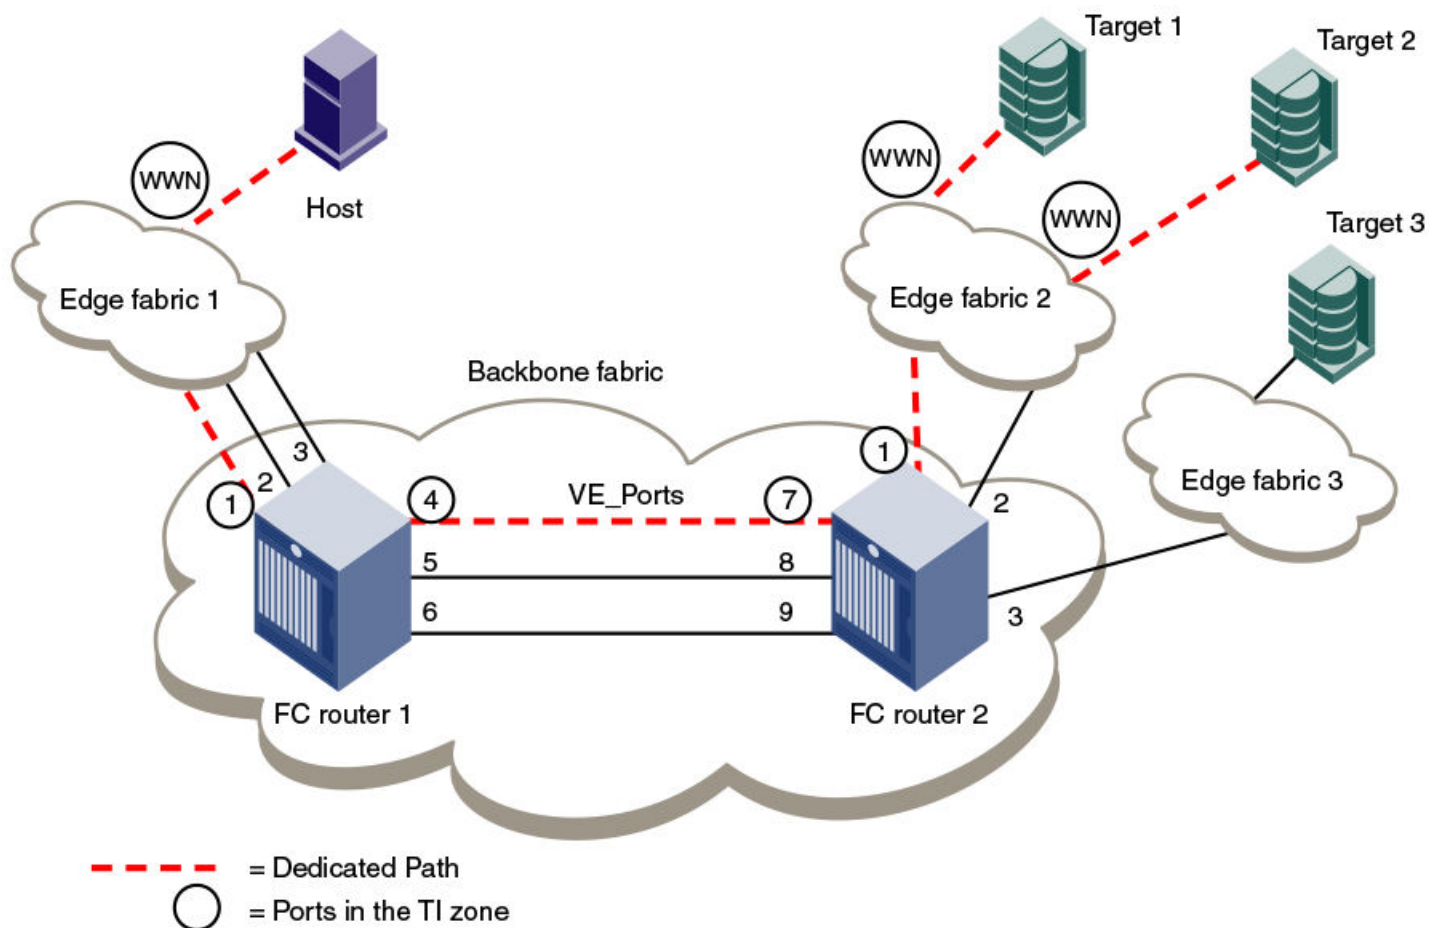 Target 1
Target 2
WWN
WWN
Host
WWN
Target 3
Edge fabric 1
Edge fabric 2
Backbone fabric
Edge fabric 3
3
2
1
1
4
VE_Ports
7
2
5
8
6
9
3
FC router 1
FC router 2
= Dedicated Path
= Ports in the TI zone